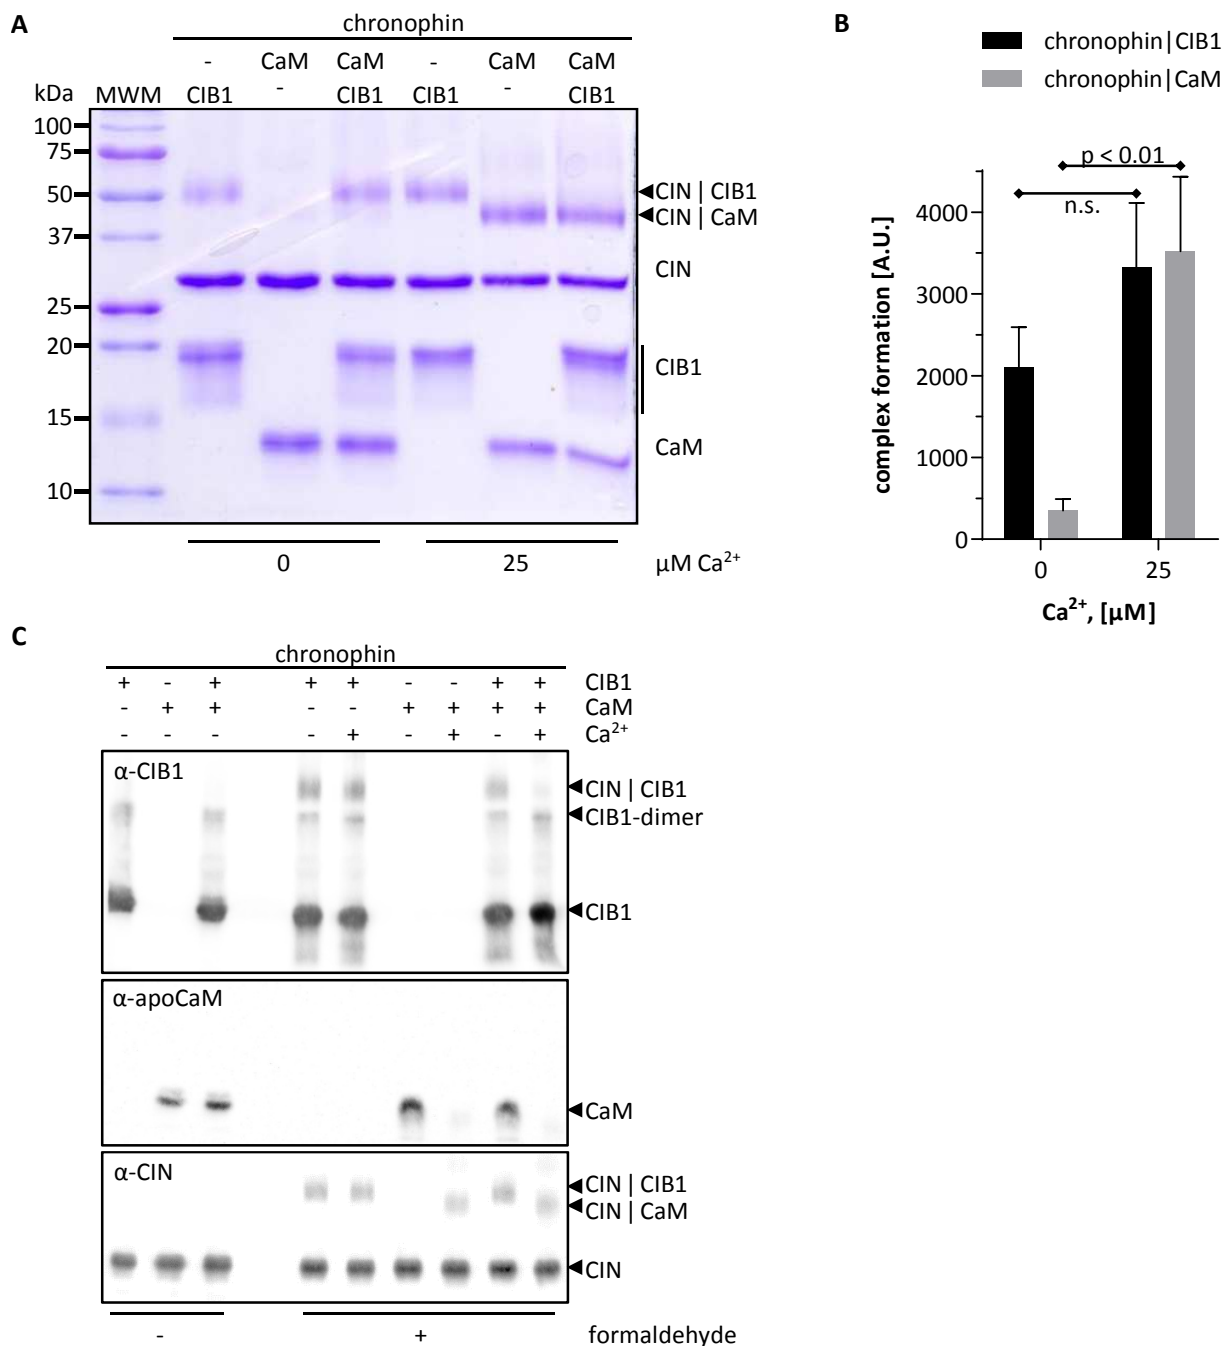 A
chronophin
- CaM CaM - CaM CaM
kDa MWM CIB1 - CIB1 CIB1 - CIB1
100
75
50
37
25
20
15
10
CIN | CIB1
CIN | CaM
CIN
CIB1
CaM
0 25 µM Ca²⁺
B
chronophin|CIB1
chronophin|CaM
p < 0.01
n.s.
complex formation [A.U.]
4000
3000
2000
1000
0
0 25
Ca²⁺, [µM]
C
chronophin
+ - + + + - - + + CIB1
- + + - - + + + + CaM
- - - - + - + - + Ca²⁺
α-CIB1
CIN | CIB1
CIB1-dimer
CIB1
α-apoCaM
CaM
α-CIN
CIN | CIB1
CIN | CaM
CIN
- + formaldehyde